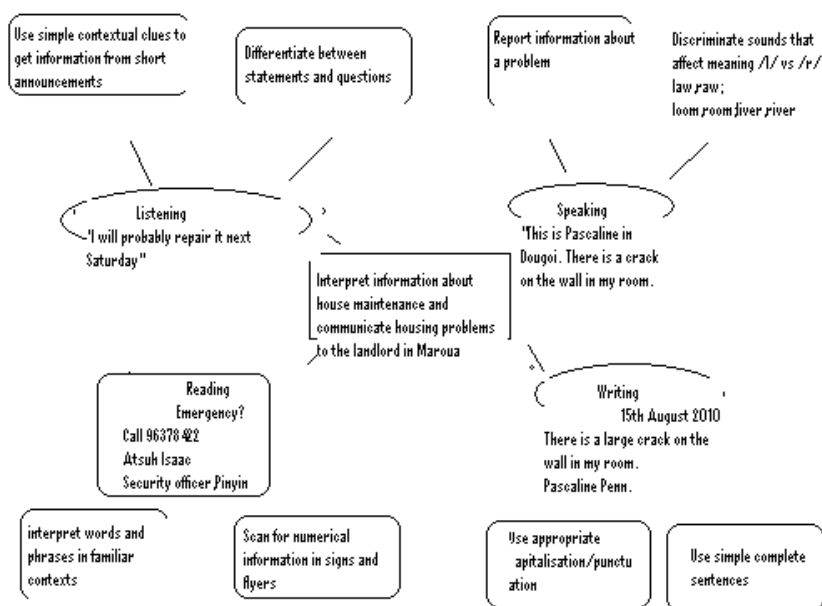 Use simple contextual clues to
get information from short
announcements
Differentiate between
statements and questions
Report information about
a problem
Discriminate sounds that
affect meaning /l/ vs /r/
law ,raw ;
loom ,room ;liver ,river
Listening
"I will probably repair it next
Saturday"
Speaking
"This is Pascaline in
Dougoi. There is a crack
on the wall in my room.
Interpret information about
house maintenance and
communicate housing problems
to the landlord in Maroua
Reading
Emergency?
Call 96378422
Atsuh Isaac
Security officer ,Pinyin
Writing
15th August 2010
There is a large crack on the
wall in my room.
Pascaline Penn.
interpret words and
phrases in familiar
contexts
Scan for numerical
information in signs and
flyers
Use appropriate
apitalisation/punctu
ation
Use simple complete
sentences